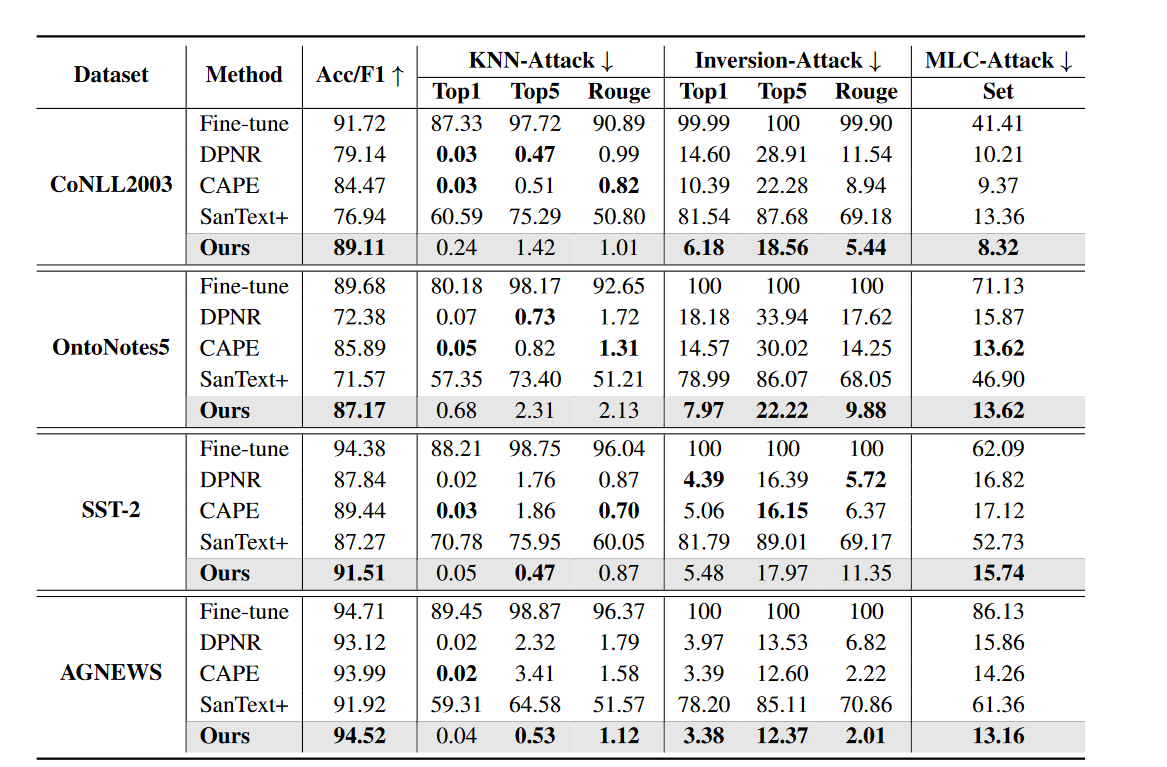 Dataset Method Acc/F1 ↑ KNN-Attack ↓ Inversion-Attack ↓ MLC-Attack ↓
Top1 Top5 Rouge Top1 Top5 Rouge Set
CoNLL2003
Fine-tune 91.72 87.33 97.72 90.89 99.99 100 99.90 41.41
DPNR 79.14 0.03 0.47 0.99 14.60 28.91 11.54 10.21
CAPE 84.47 0.03 0.51 0.82 10.39 22.28 8.94 9.37
SanText+ 76.94 60.59 75.29 50.80 81.54 87.68 69.18 13.36
Ours 89.11 0.24 1.42 1.01 6.18 18.56 5.44 8.32
OntoNotes5
Fine-tune 89.68 80.18 98.17 92.65 100 100 100 71.13
DPNR 72.38 0.07 0.73 1.72 18.18 33.94 17.62 15.87
CAPE 85.89 0.05 0.82 1.31 14.57 30.02 14.25 13.62
SanText+ 71.57 57.35 73.40 51.21 78.99 86.07 68.05 46.90
Ours 87.17 0.68 2.31 2.13 7.97 22.22 9.88 13.62
SST-2
Fine-tune 94.38 88.21 98.75 96.04 100 100 100 62.09
DPNR 87.84 0.02 1.76 0.87 4.39 16.39 5.72 16.82
CAPE 89.44 0.03 1.86 0.70 5.06 16.15 6.37 17.12
SanText+ 87.27 70.78 75.95 60.05 81.79 89.01 69.17 52.73
Ours 91.51 0.05 0.47 0.87 5.48 17.97 11.35 15.74
AGNEWS
Fine-tune 94.71 89.45 98.87 96.37 100 100 100 86.13
DPNR 93.12 0.02 2.32 1.79 3.97 13.53 6.82 15.86
CAPE 93.99 0.02 3.41 1.58 3.39 12.60 2.22 14.26
SanText+ 91.92 59.31 64.58 51.57 78.20 85.11 70.86 61.36
Ours 94.52 0.04 0.53 1.12 3.38 12.37 2.01 13.16